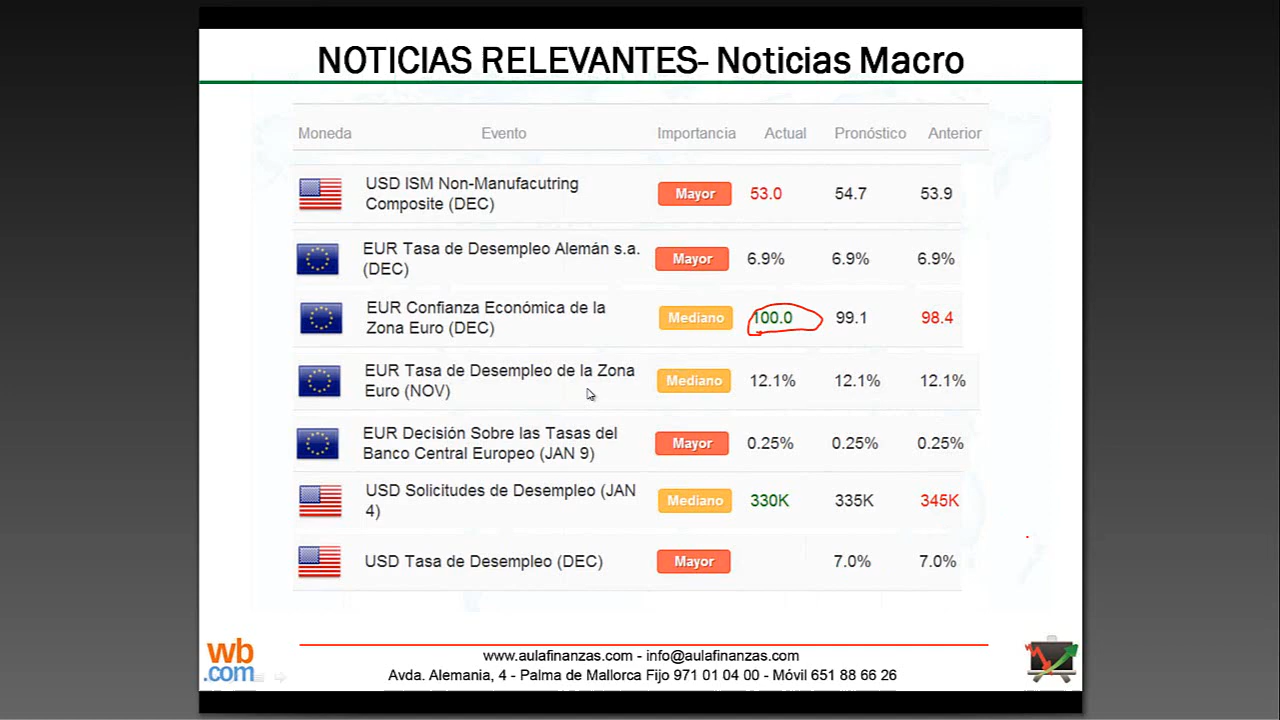 NOTICIAS RELEVANTES- Noticias Macro
Moneda Evento Importancia Actual Pronóstico Anterior
USD ISM Non-Manufacutring
Composite (DEC)
Mayor 53.0 54.7 53.9
EUR Tasa de Desempleo Alemán s.a.
(DEC)
Mayor 6.9% 6.9% 6.9%
EUR Confianza Económica de la
Zona Euro (DEC)
Mediano 100.0 99.1 98.4
EUR Tasa de Desempleo de la Zona
Euro (NOV)
Mediano 12.1% 12.1% 12.1%
EUR Decisión Sobre las Tasas del
Banco Central Europeo (JAN 9)
Mayor 0.25% 0.25% 0.25%
USD Solicitudes de Desempleo (JAN
4)
Mediano 330K 335K 345K
USD Tasa de Desempleo (DEC) Mayor 7.0% 7.0%
wb
.com
www.aulafinanzas.com - info@aulafinanzas.com
Avda. Alemania, 4 - Palma de Mallorca Fijo 971 01 04 00 - Móvil 651 88 66 26